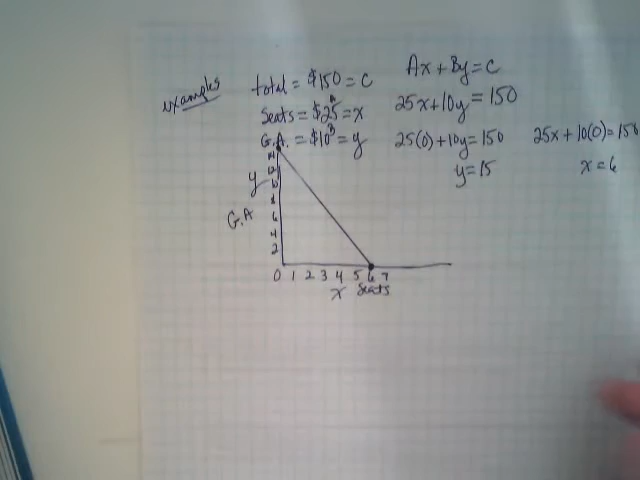 examples
total = $150 = C
Ax + By = C
Seats = $25 = x
A
25x + 10y = 150
G.A. = $10 = y
B
25(0) + 10y = 150
25x + 10(0) = 150
y = 15
x = 6
14
12
y
10
8
G.A
6
4
2
0 1 2 3 4 5 6 7
x Seats